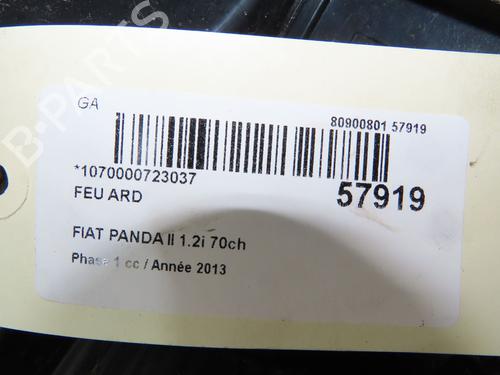 B-PARTS
GA
80900801 57919
*1070000723037
57919
FEU ARD
FIAT PANDA II 1.2i 70ch
Phase 1 cc / Année 2013